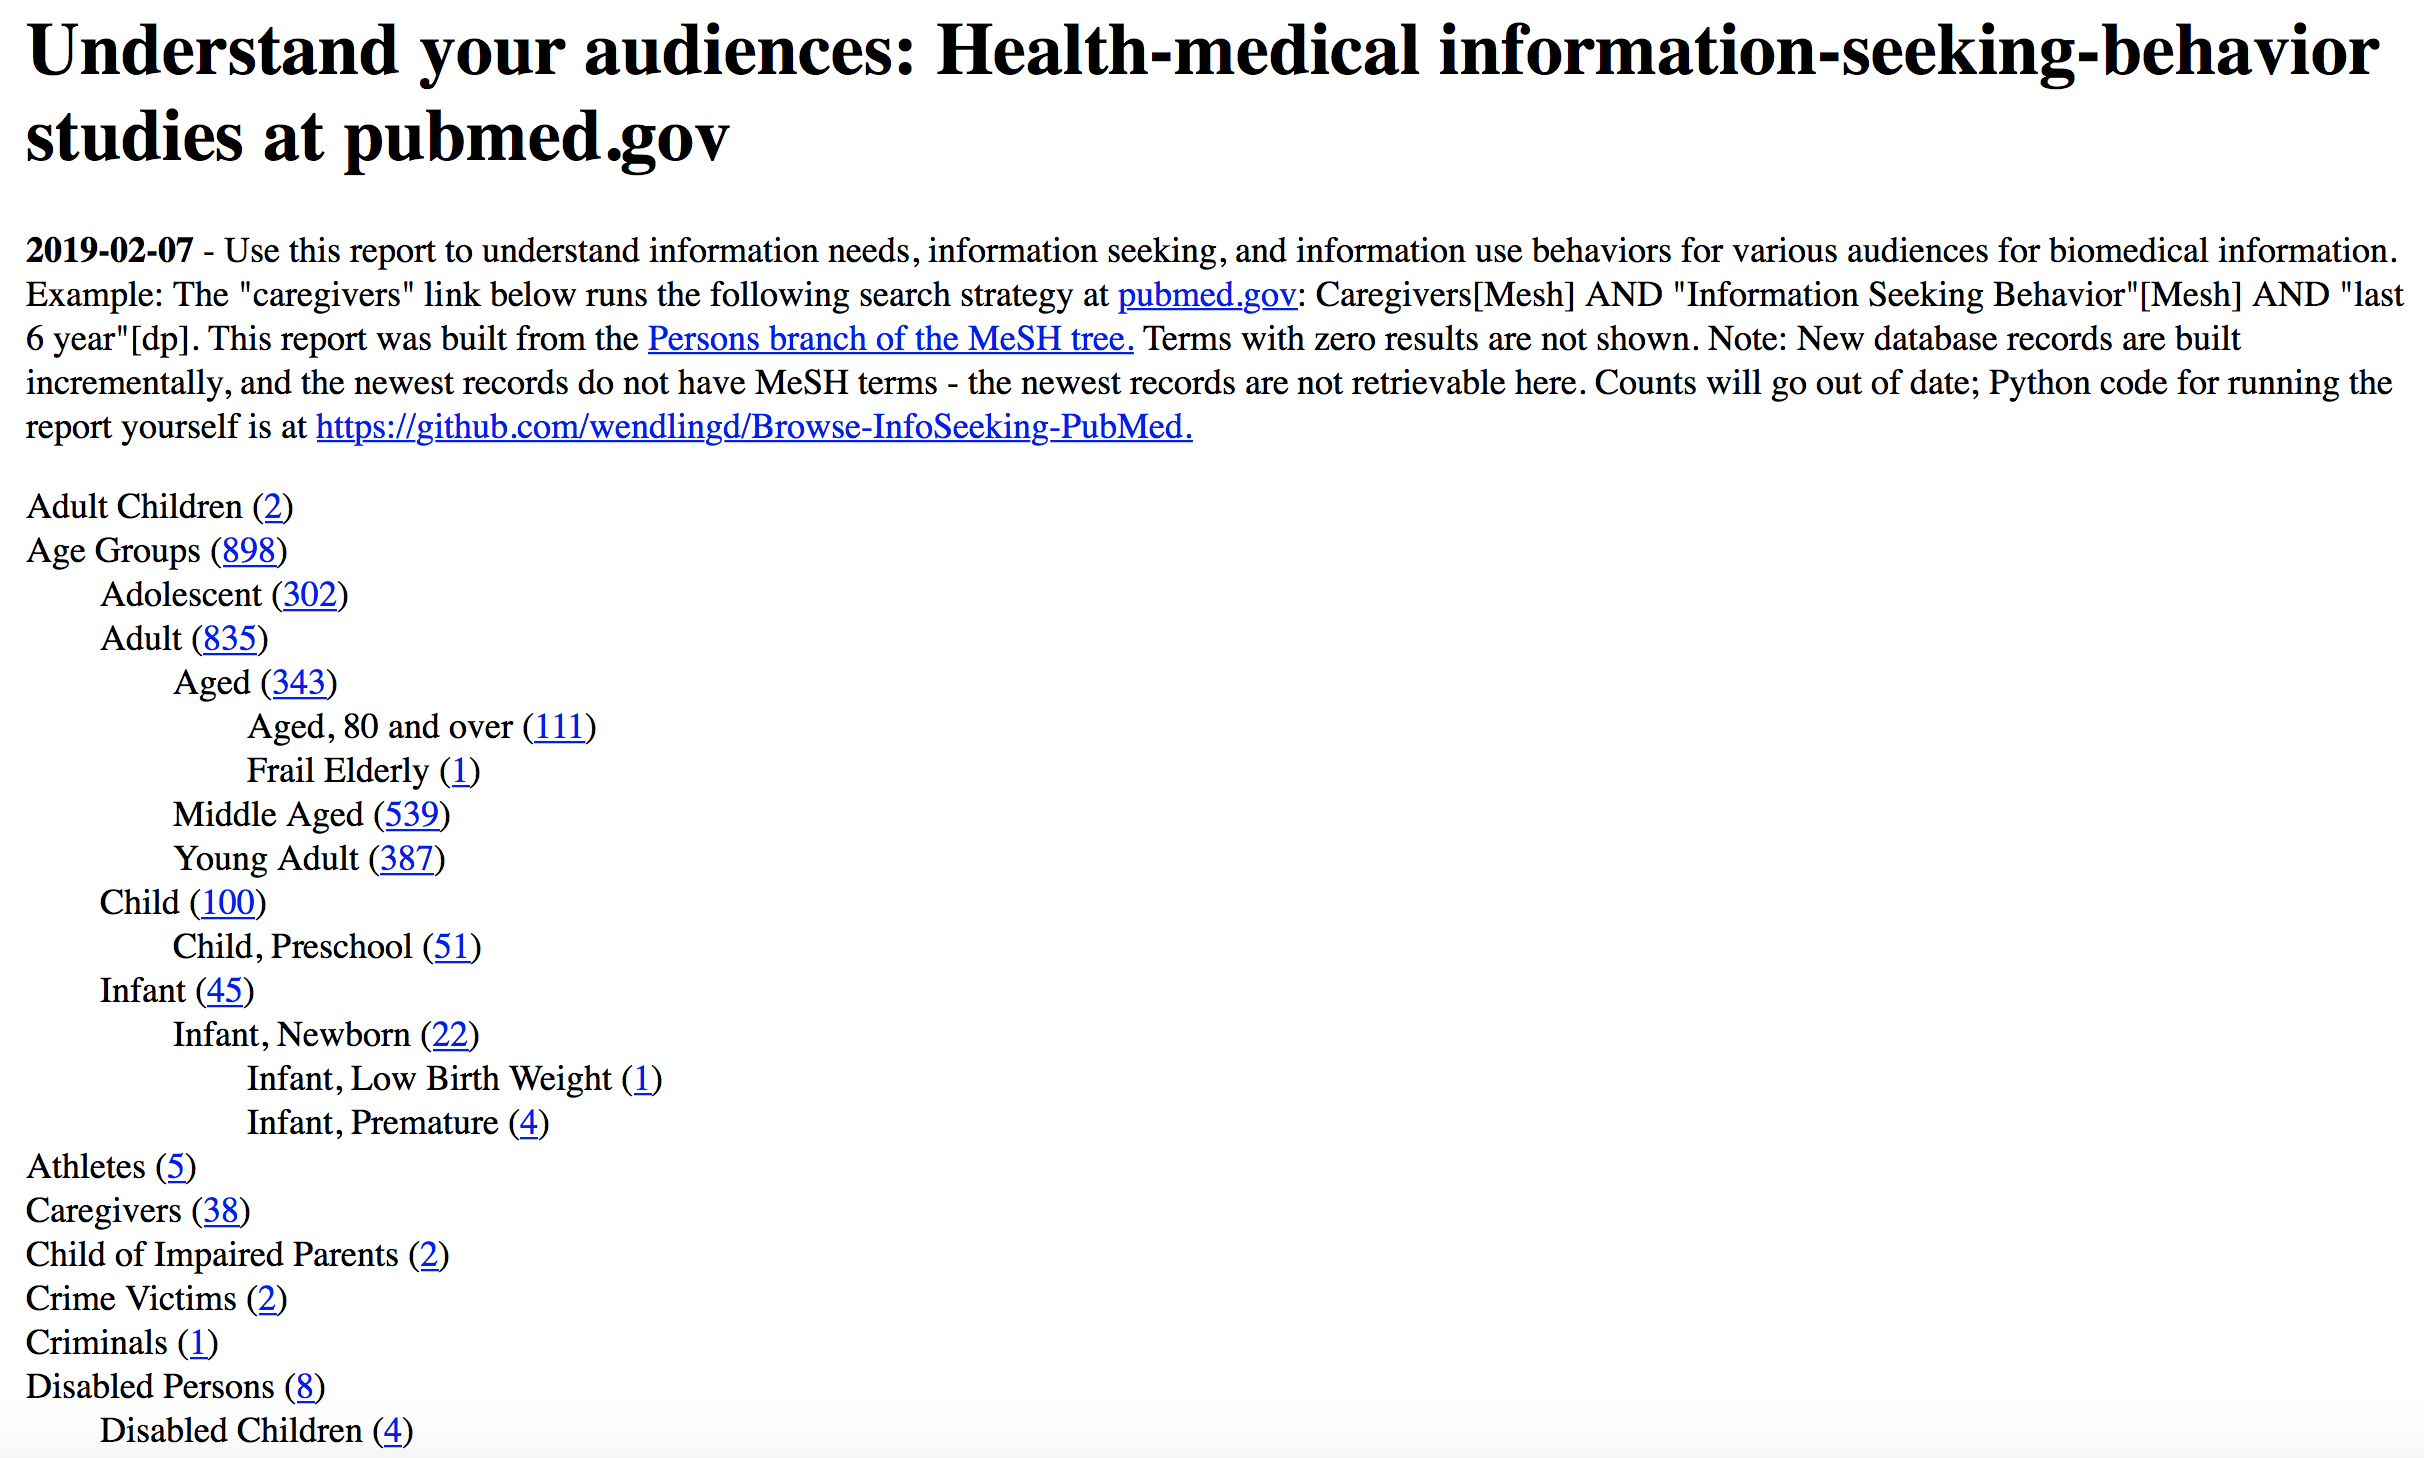 Understand your audiences: Health-medical information-seeking-behavior
studies at pubmed.gov
2019-02-07 - Use this report to understand information needs, information seeking, and information use behaviors for various audiences for biomedical information.
Example: The "caregivers" link below runs the following search strategy at pubmed.gov: Caregivers[Mesh] AND "Information Seeking Behavior"[Mesh] AND "last
6 year"[dp]. This report was built from the Persons branch of the MeSH tree. Terms with zero results are not shown. Note: New database records are built
incrementally, and the newest records do not have MeSH terms - the newest records are not retrievable here. Counts will go out of date; Python code for running the
report yourself is at https://github.com/wendlingd/Browse-InfoSeeking-PubMed.
Adult Children (2)
Age Groups (898)
Adolescent (302)
Adult (835)
Aged (343)
Aged, 80 and over (111)
Frail Elderly (1)
Middle Aged (539)
Young Adult (387)
Child (100)
Child, Preschool (51)
Infant (45)
Infant, Newborn (22)
Infant, Low Birth Weight (1)
Infant, Premature (4)
Athletes (5)
Caregivers (38)
Child of Impaired Parents (2)
Crime Victims (2)
Criminals (1)
Disabled Persons (8)
Disabled Children (4)